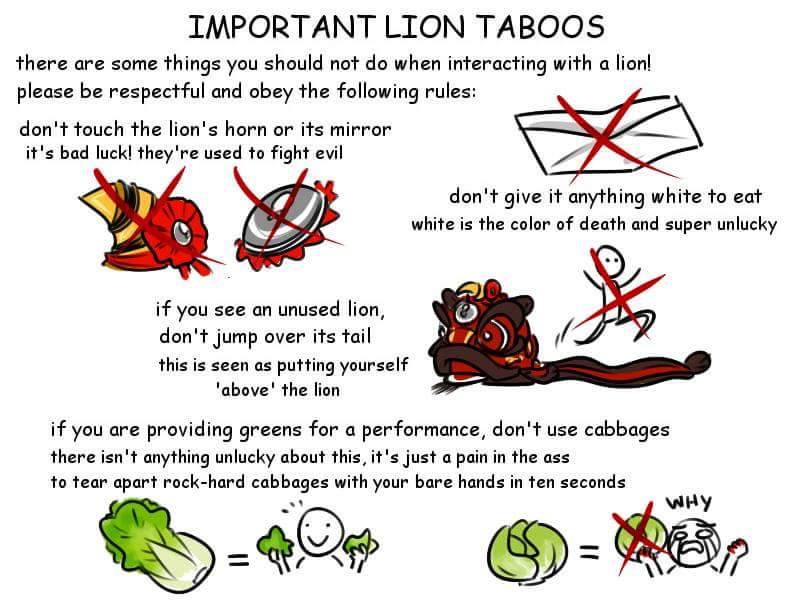 IMPORTANT LION TABOOS
there are some things you should not do when interacting with a lion!
please be respectful and obey the following rules:
don't touch the lion's horn or its mirror
it's bad luck! they're used to fight evil
don't give it anything white to eat
white is the color of death and super unlucky
if you see an unused lion,
don't jump over its tail
this is seen as putting yourself
'above' the lion
if you are providing greens for a performance, don't use cabbages
there isn't anything unlucky about this, it's just a pain in the ass
to tear apart rock-hard cabbages with your bare hands in ten seconds
=
=
WHY